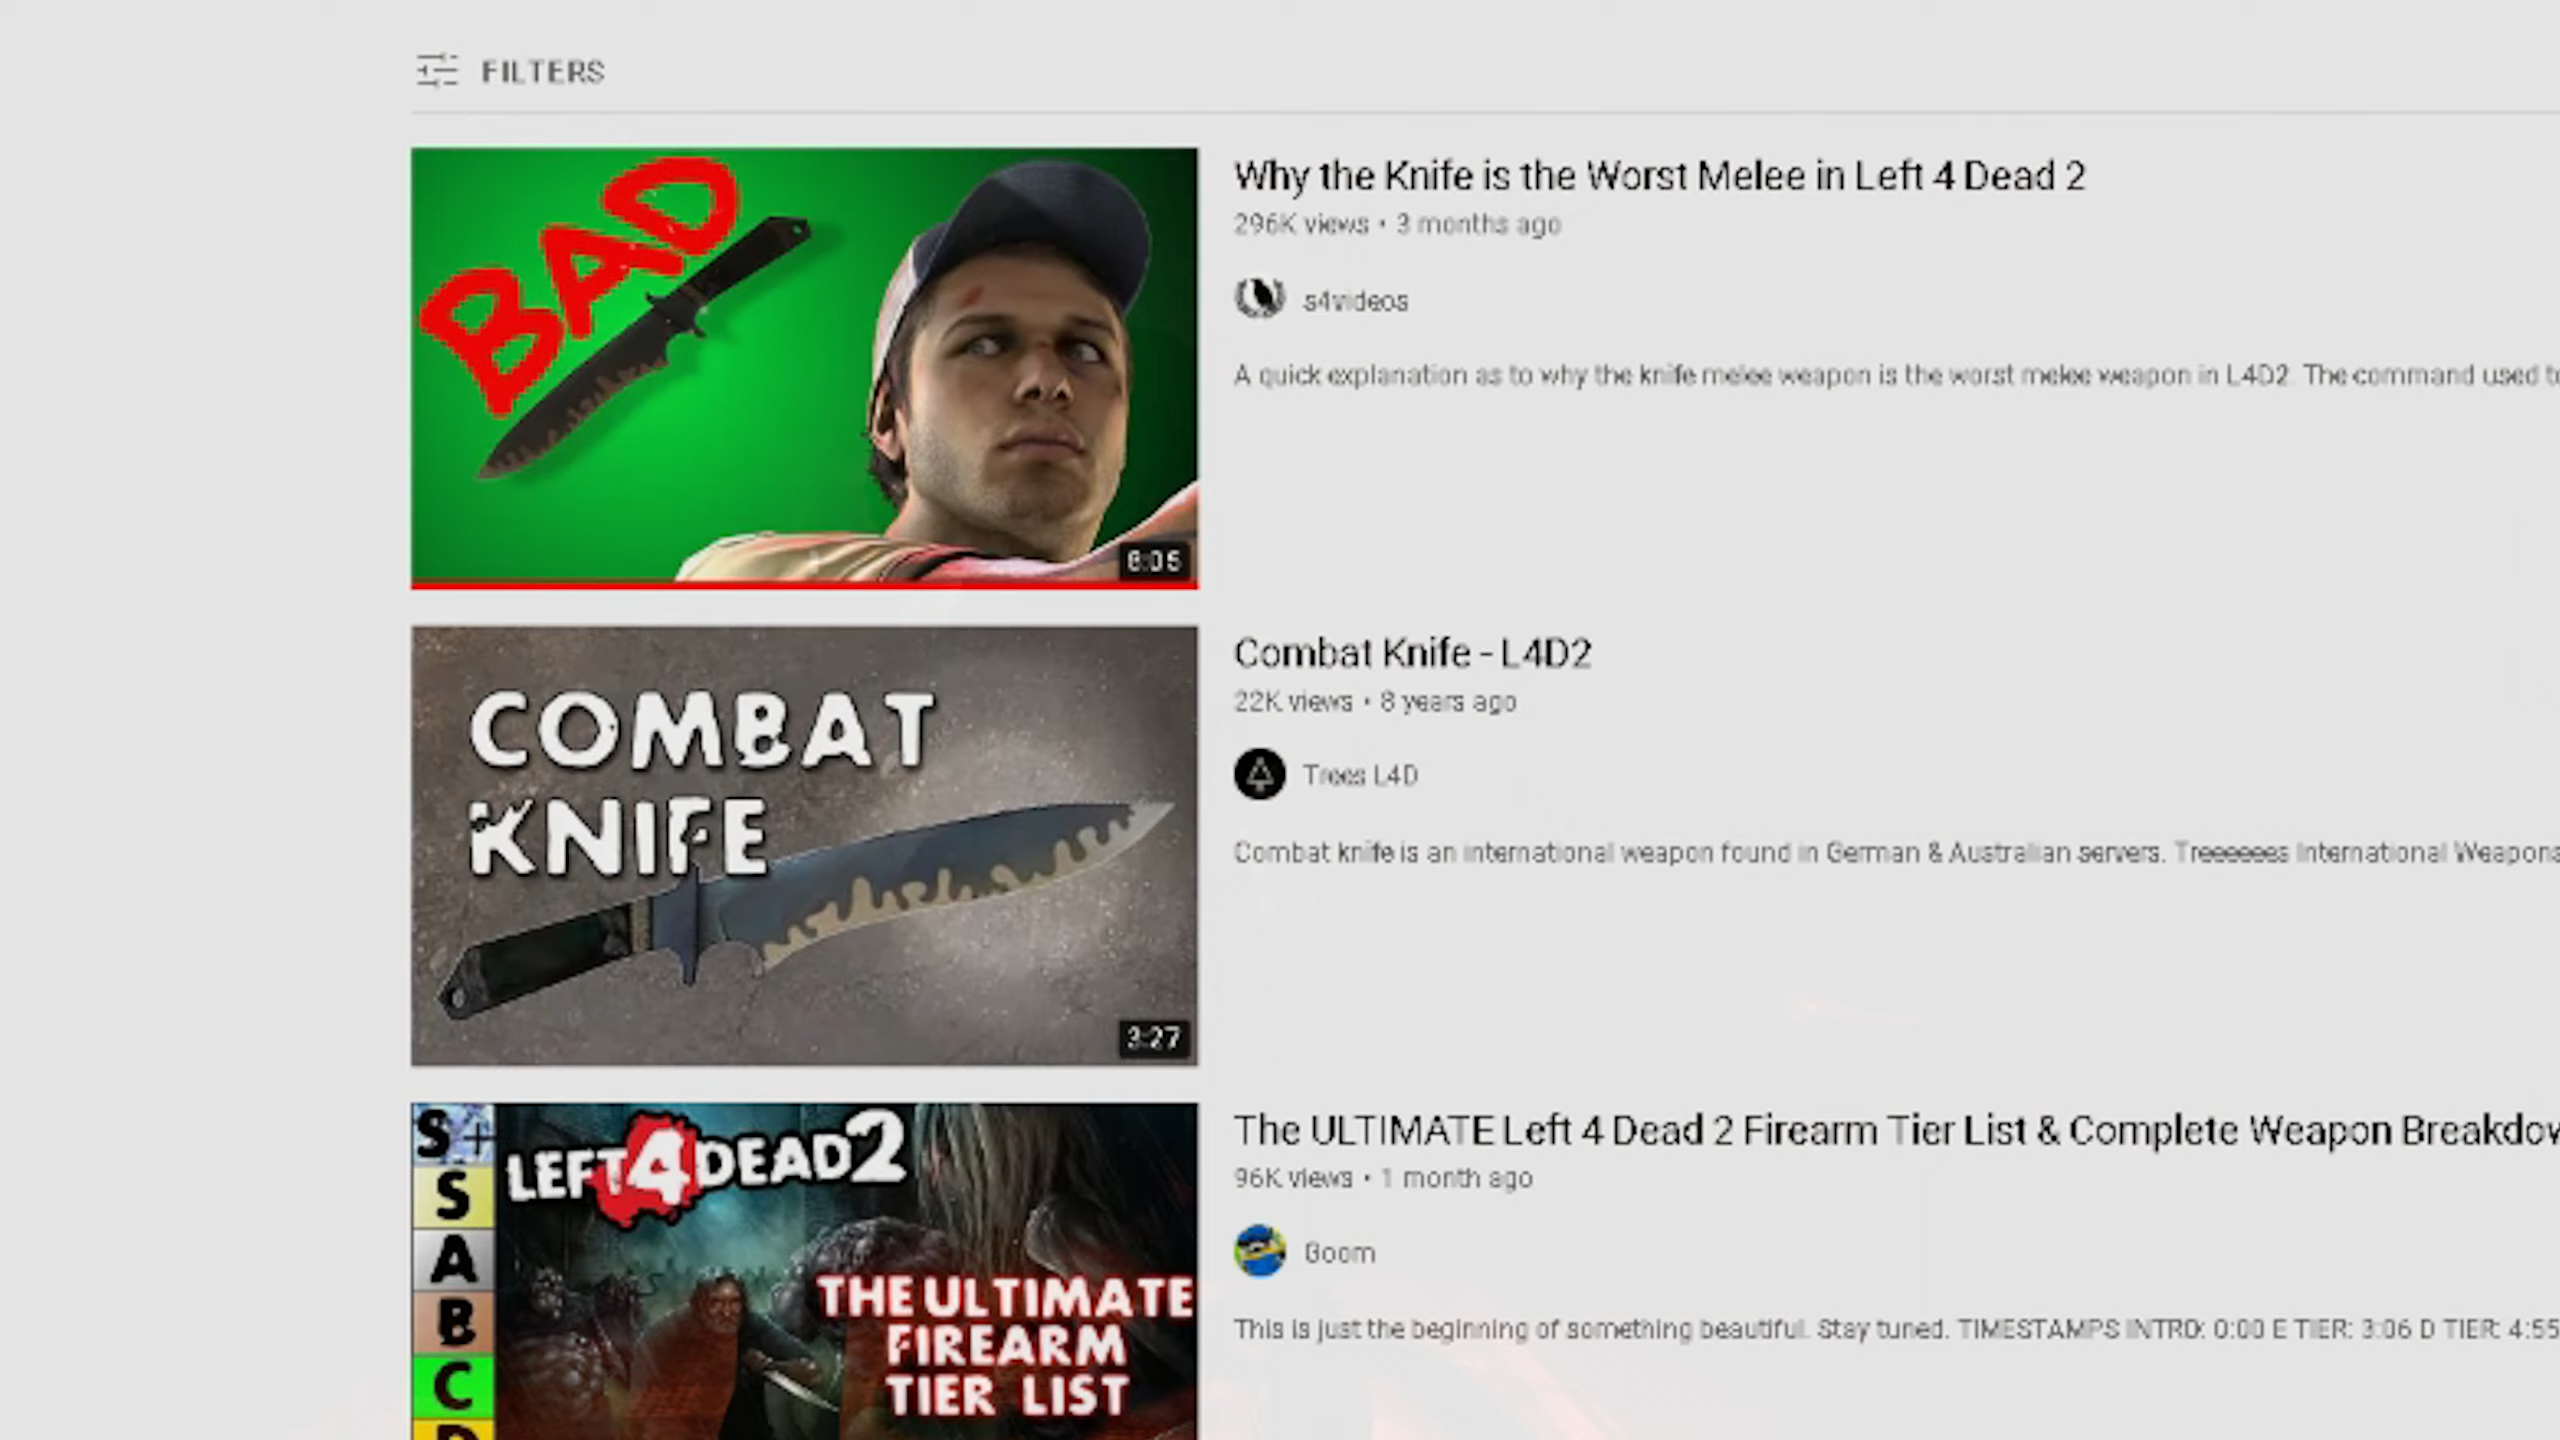 FILTERS
BAD
6:05
Why the Knife is the Worst Melee in Left 4 Dead 2
296K views • 3 months ago
s4videos
A quick explanation as to why the knife melee weapon is the worst melee weapon in L4D2. The command used
COMBAT
KNIFE
3:27
Combat Knife - L4D2
22K views • 8 years ago
Trees L4D
Combat knife is an international weapon found in German & Australian servers. Treeeeees International Weapons
S+
S
A
B
C
D
LEFT 4 DEAD 2
THE ULTIMATE
FIREARM
TIER LIST
The ULTIMATE Left 4 Dead 2 Firearm Tier List & Complete Weapon Breakdow
96K views • 1 month ago
This is just the beginning of something beautiful. Stay tuned. TIMESTAMPS INTRO: 0:00 E TIER: 3:06 D TIER: 4:55